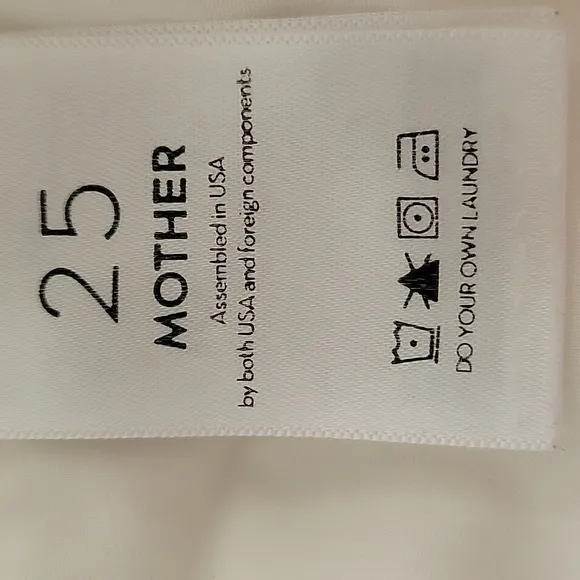 25
MOTHER
Assembled in USA
by both USA and foreign components
DO YOUR OWN LAUNDRY